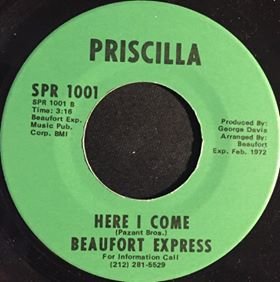 PRISCILLA
SPR 1001
SPR 1001 B
Time: 3:16
Beaufort Exp.
Music Pub.
Corp. BMI
Produced By:
George Davis
Arranged By:
Beaufort
Exp. Feb. 1972
HERE I COME
(Pazant Bros.)
BEAUFORT EXPRESS
For Information Call
(212) 281-5529